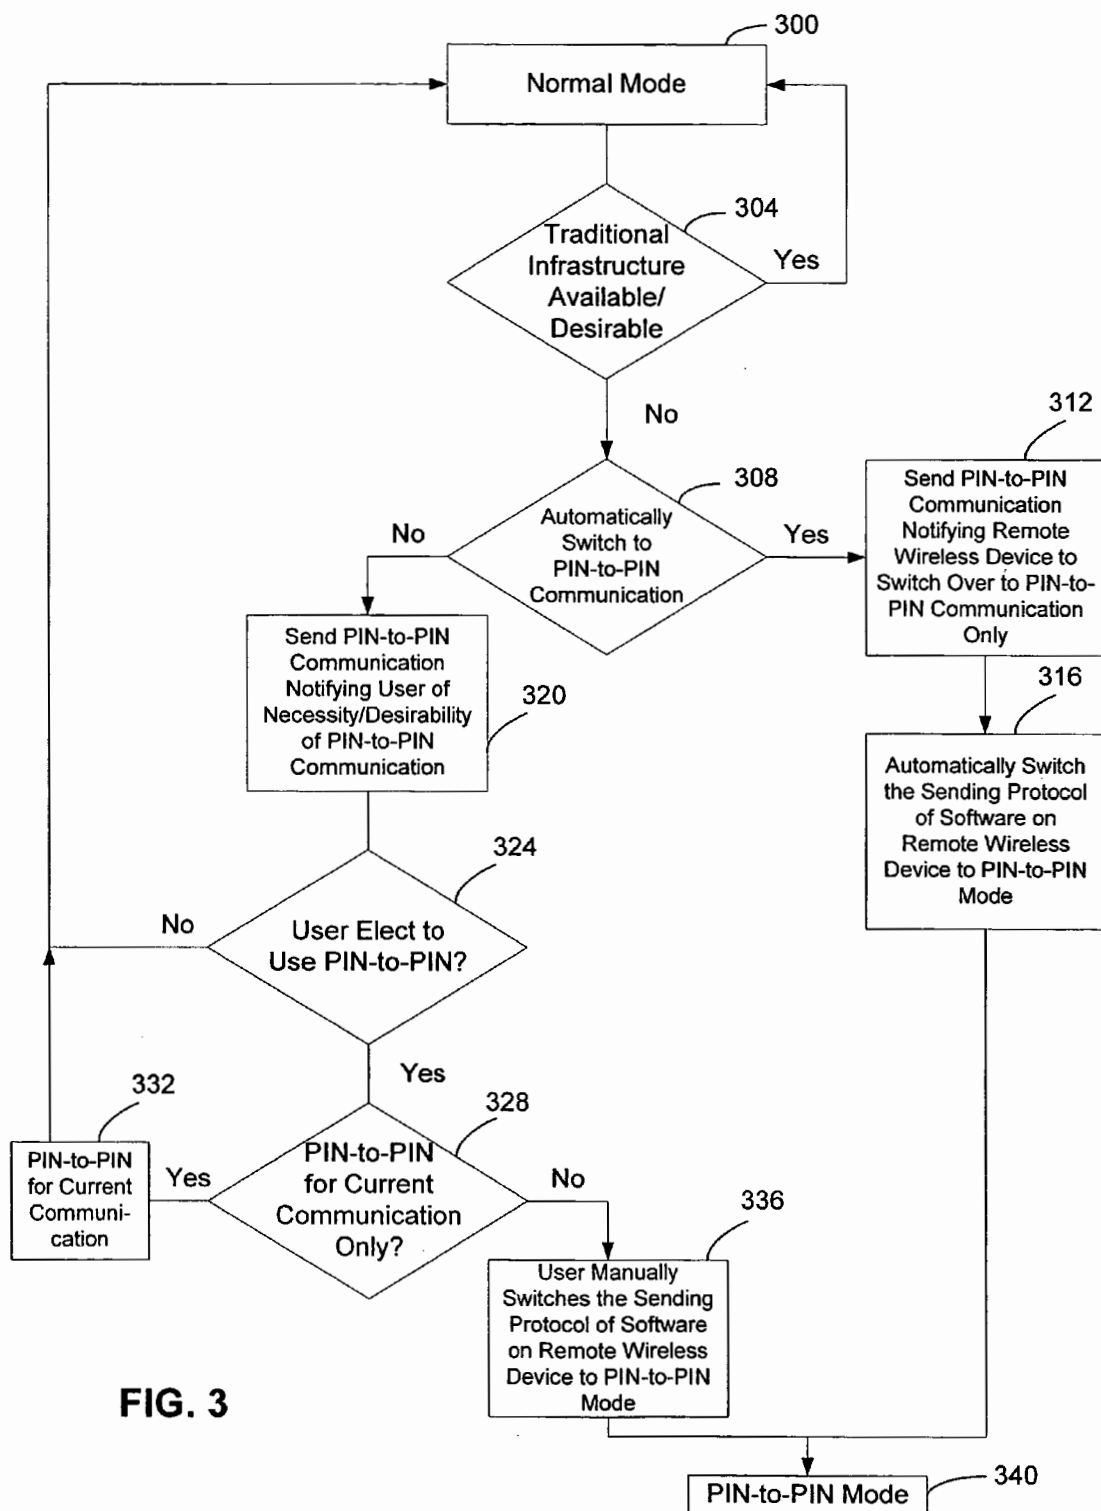 300
Normal Mode
304
Traditional
Infrastructure
Available/
Desirable
Yes
No
312
308
Automatically
Switch to
PIN-to-PIN
Communication
No
Yes
Send PIN-to-PIN
Communication
Notifying Remote
Wireless Device to
Switch Over to PIN-to-
PIN Communication
Only
Send PIN-to-PIN
Communication
Notifying User of
Necessity/Desirability
of PIN-to-PIN
Communication
320
316
Automatically Switch
the Sending Protocol
of Software on
Remote Wireless
Device to PIN-to-PIN
Mode
324
User Elect to
Use PIN-to-PIN?
No
Yes
332
PIN-to-PIN
for Current
Communi-
cation
Yes
328
PIN-to-PIN
for Current
Communication
Only?
No
336
User Manually
Switches the Sending
Protocol of Software
on Remote Wireless
Device to PIN-to-PIN
Mode
FIG. 3
340
PIN-to-PIN Mode